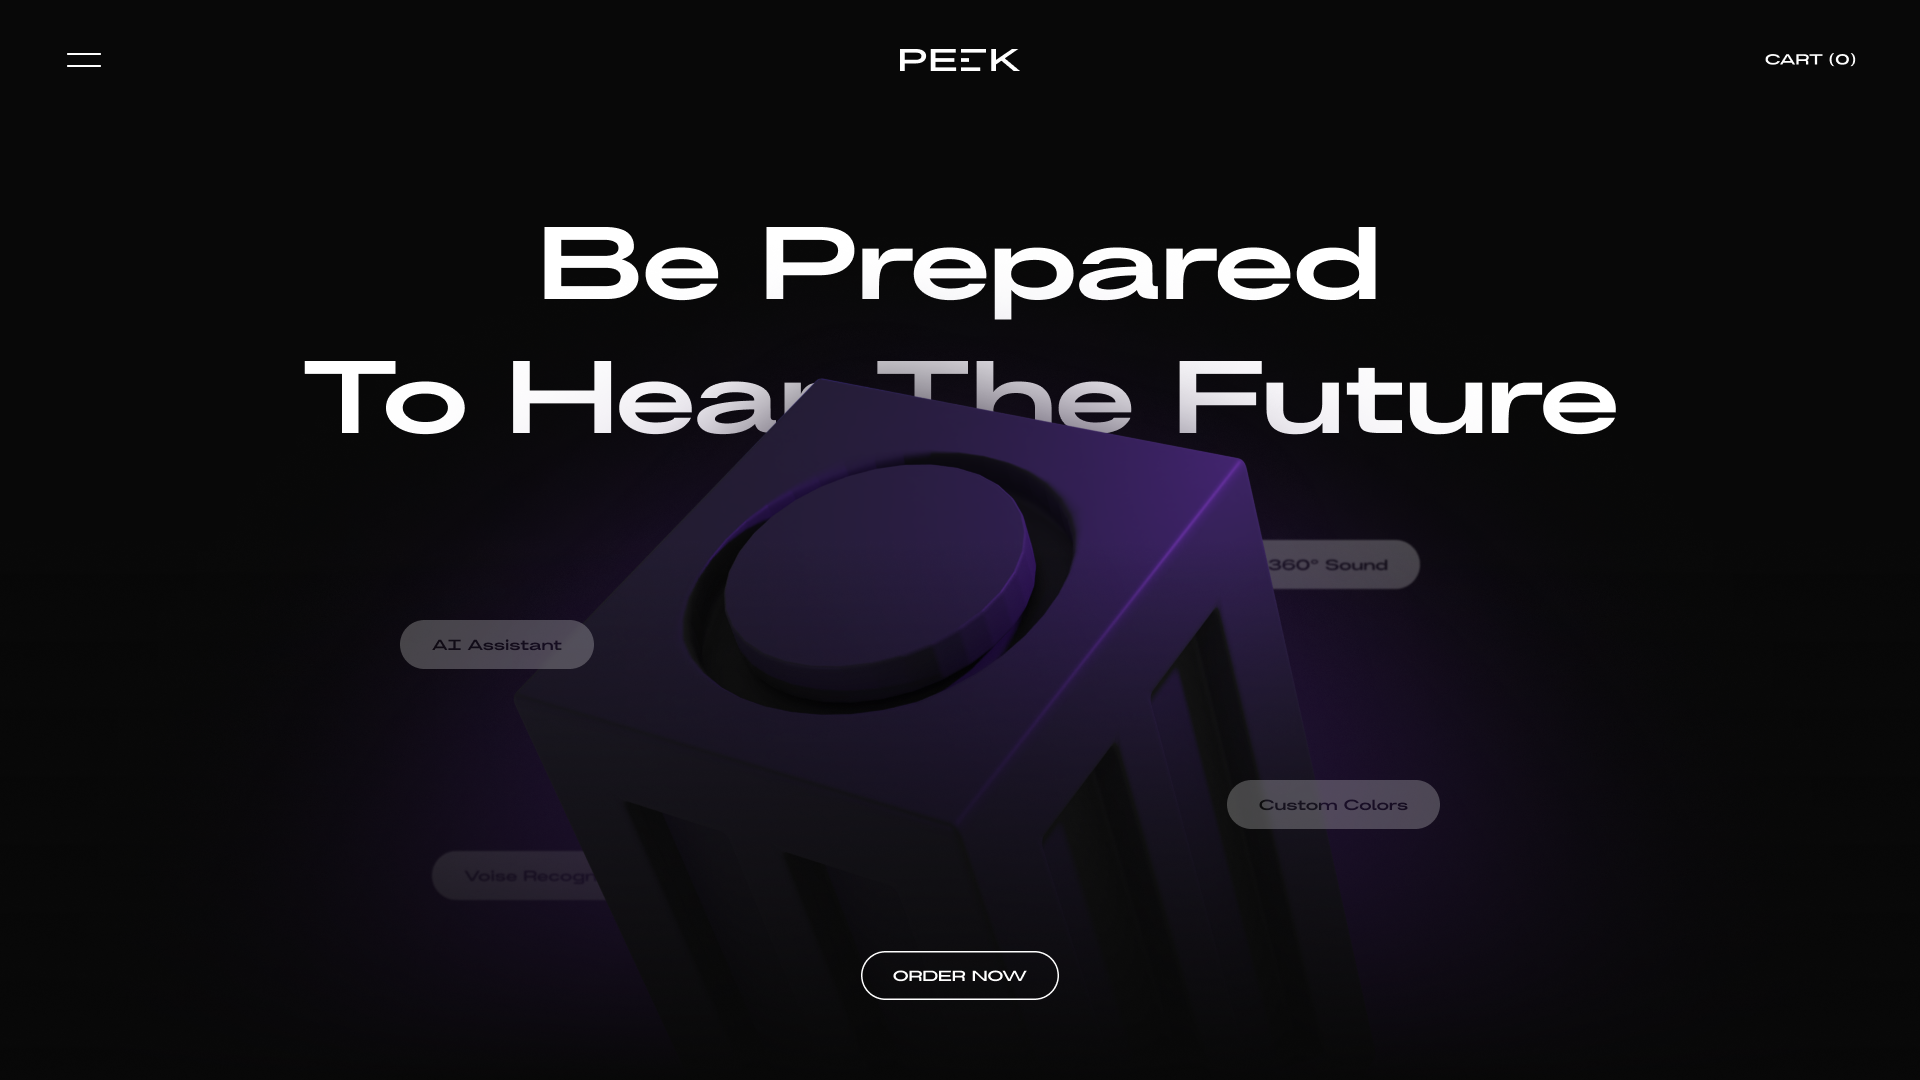 PEEK
CART (0)
Be Prepared
To Hear The Future
360° Sound
AI Assistant
Custom Colors
Voise Recogn
ORDER NOW